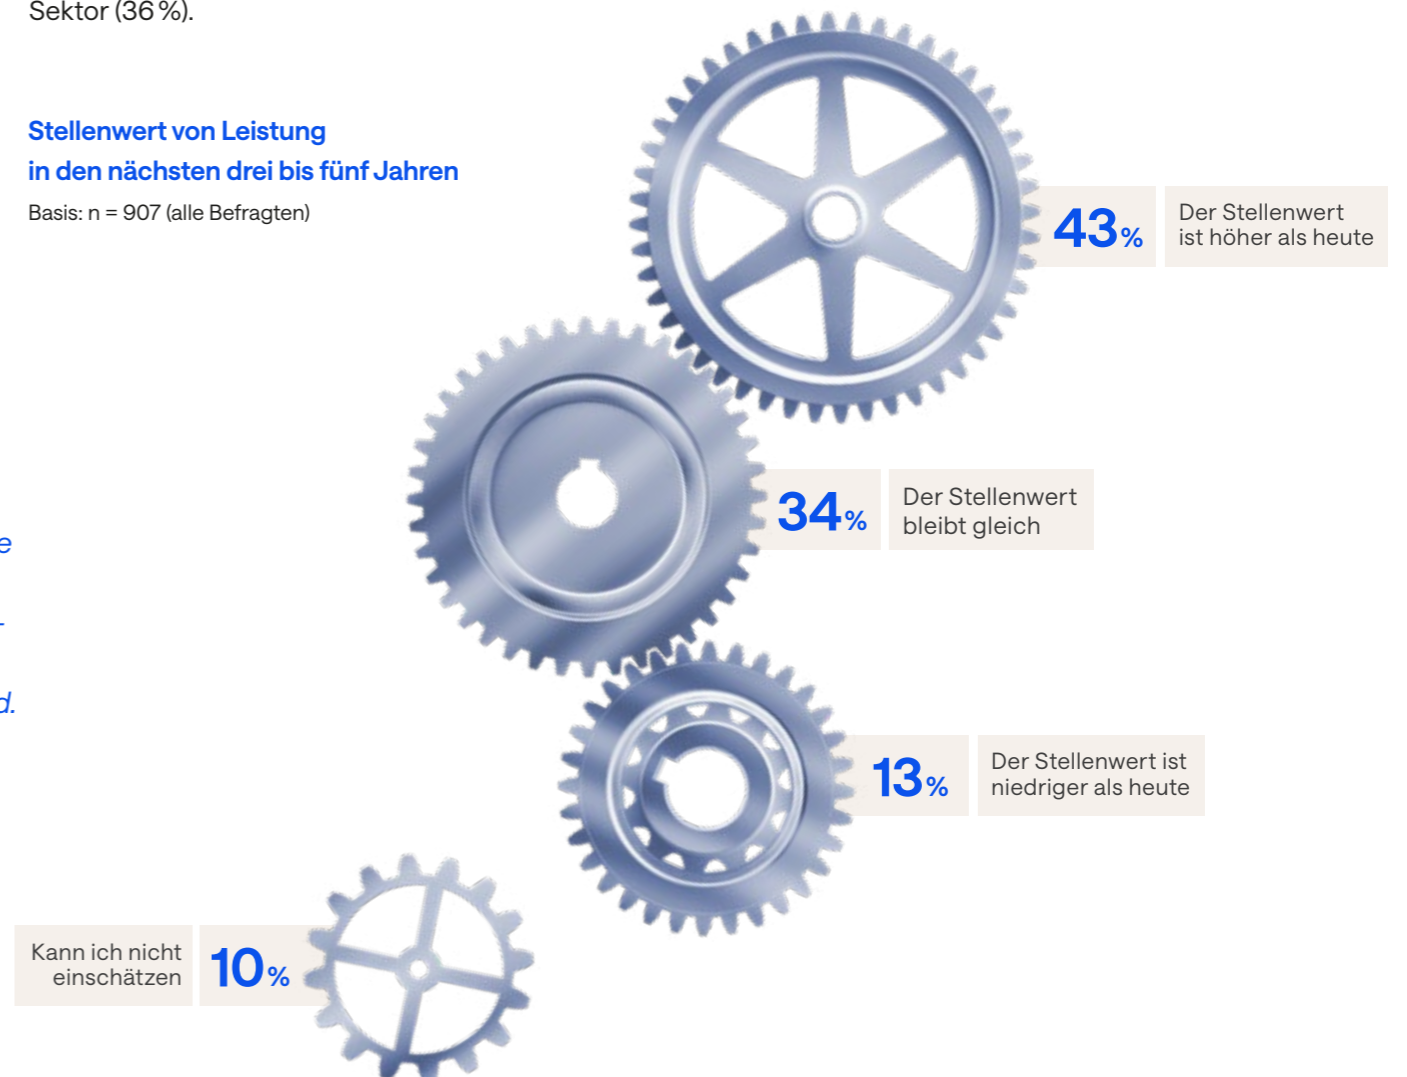 Sektor (36 %).
Stellenwert von Leistung
in den nächsten drei bis fünf Jahren
Basis: n = 907 (alle Befragten)
43%
Der Stellenwert
ist höher als heute
34%
Der Stellenwert
bleibt gleich
e
-
d.
13%
Der Stellenwert ist
niedriger als heute
Kann ich nicht
einschätzen
10%